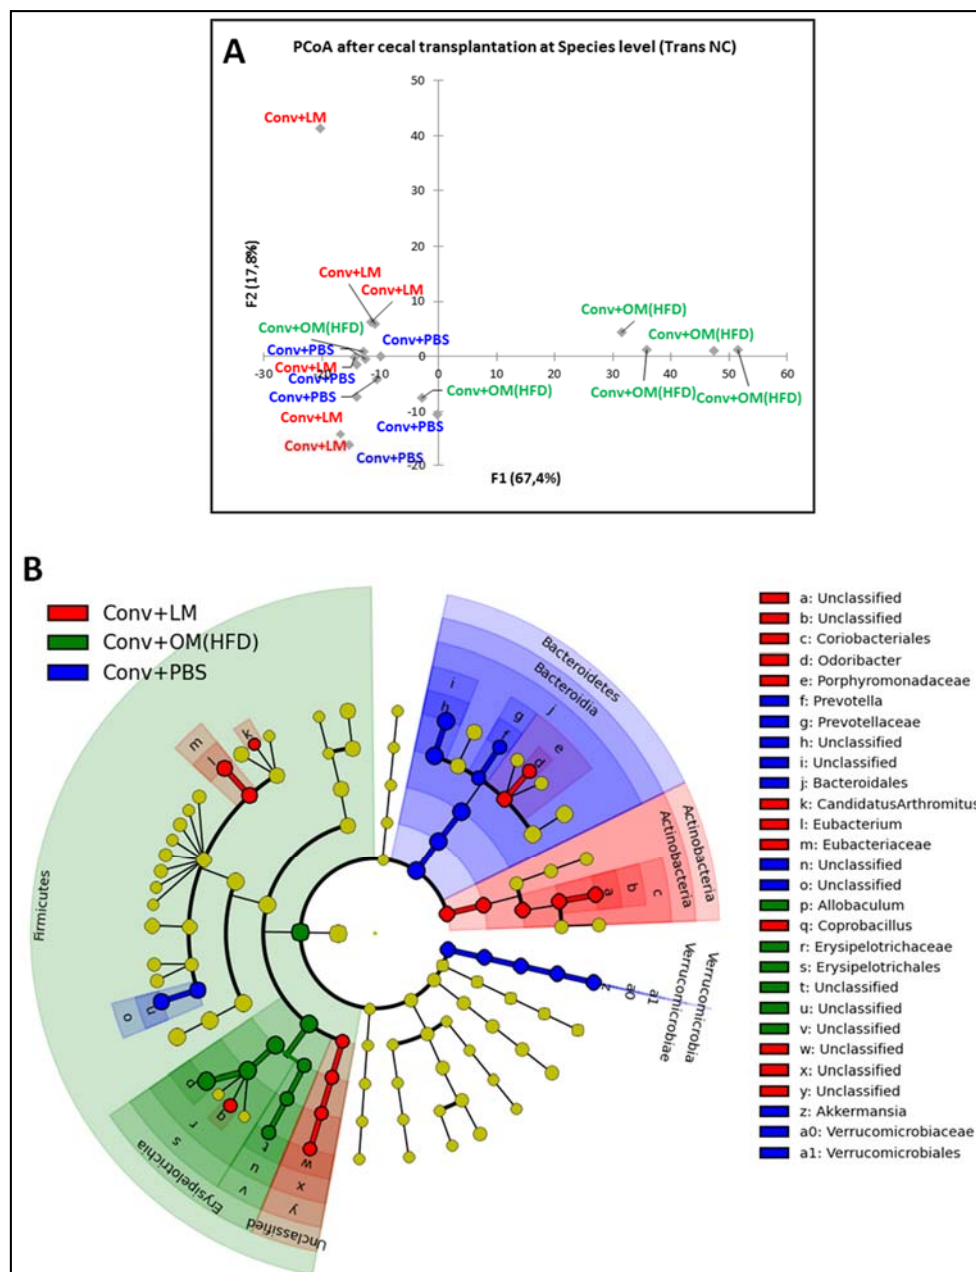 A
PCoA after cecal transplantation at Species level (Trans NC)
50
Conv+LM
40
30
20
F2 (17,8%)
Conv+LM
Conv+LM
10
Conv+OM(HFD)
Conv+OM(HFD)
Conv+PBS
Conv+OM(HFD)
Conv+PBS
0
Conv+LM
-30
-20
-10
0
10
20
30
40
50
60
Conv+PBS
Conv+PBS
Conv+OM(HFD)
Conv+OM(HFD)
Conv+OM(HFD)
-10
Conv+LM
Conv+PBS
Conv+LM
Conv+PBS
-20
F1 (67,4%)
B
Conv+LM
Conv+OM(HFD)
Conv+PBS
Firmicutes
Bacteroidetes
Bacteroidia
Actinobacteria
Actinobacteria
Verrucomicrobia
Verrucomicrobiae
Erysipelotrichia
Unclassified
i
h
g
f
j
e
d
a
b
c
z
a0
a1
m
l
k
o
n
p
q
r
s
t
u
v
w
x
y
a: Unclassified
b: Unclassified
c: Coriobacteriales
d: Odoribacter
e: Porphyromonadaceae
f: Prevotella
g: Prevotellaceae
h: Unclassified
i: Unclassified
j: Bacteroidales
k: CandidatusArthromitus
l: Eubacterium
m: Eubacteriaceae
n: Unclassified
o: Unclassified
p: Allobaculum
q: Coprobacillus
r: Erysipelotrichaceae
s: Erysipelotrichales
t: Unclassified
u: Unclassified
v: Unclassified
w: Unclassified
x: Unclassified
y: Unclassified
z: Akkermansia
a0: Verrucomicrobiaceae
a1: Verrucomicrobiales